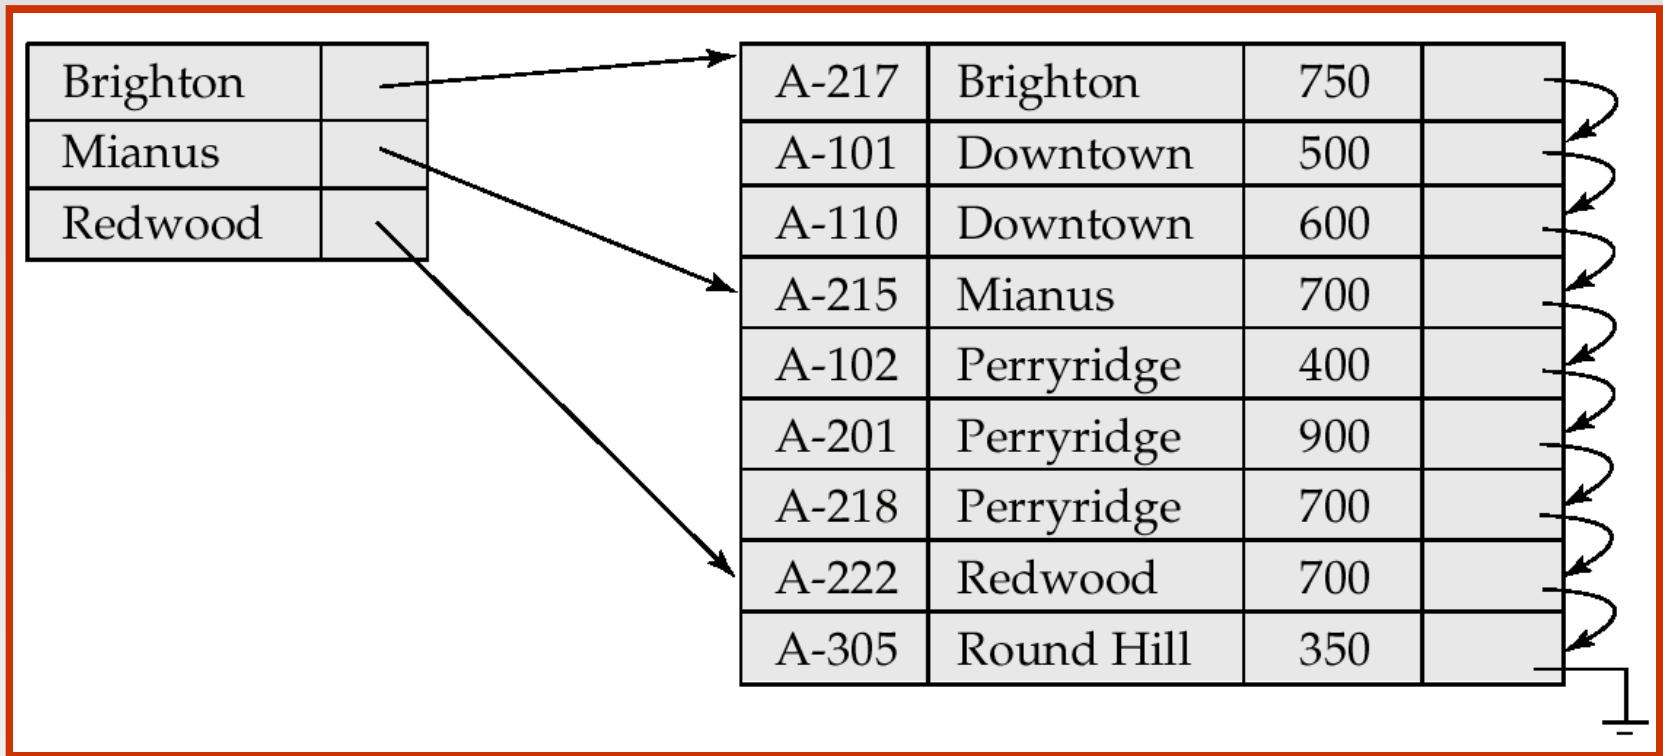 Brighton
Mianus
Redwood
A-217 Brighton 750
A-101 Downtown 500
A-110 Downtown 600
A-215 Mianus 700
A-102 Perryridge 400
A-201 Perryridge 900
A-218 Perryridge 700
A-222 Redwood 700
A-305 Round Hill 350